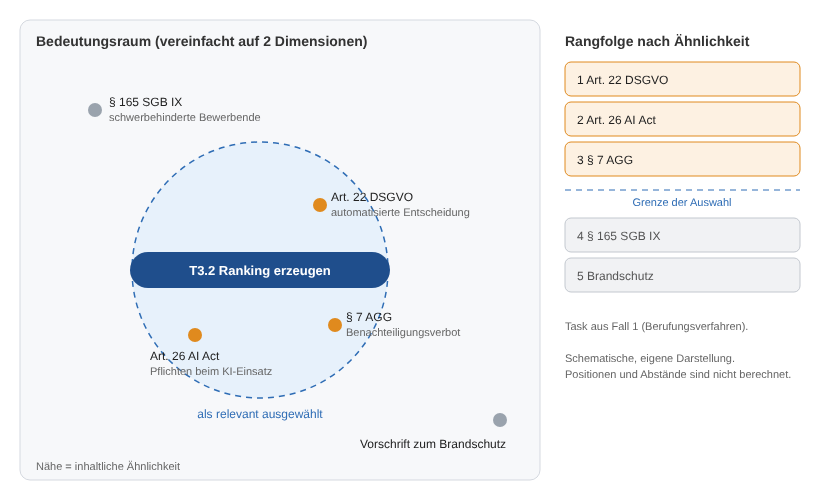 Bedeutungsraum (vereinfacht auf 2 Dimensionen)
§ 165 SGB IX
schwerbehinderte Bewerbende
Art. 22 DSGVO
automatisierte Entscheidung
T3.2 Ranking erzeugen
§ 7 AGG
Benachteiligungsverbot
Art. 26 AI Act
Pflichten beim KI-Einsatz
als relevant ausgewählt
Vorschrift zum Brandschutz
Nähe = inhaltliche Ähnlichkeit
Rangfolge nach Ähnlichkeit
1 Art. 22 DSGVO
2 Art. 26 AI Act
3 § 7 AGG
Grenze der Auswahl
4 § 165 SGB IX
5 Brandschutz
Task aus Fall 1 (Berufungsverfahren).
Schematische, eigene Darstellung.
Positionen und Abstände sind nicht berechnet.